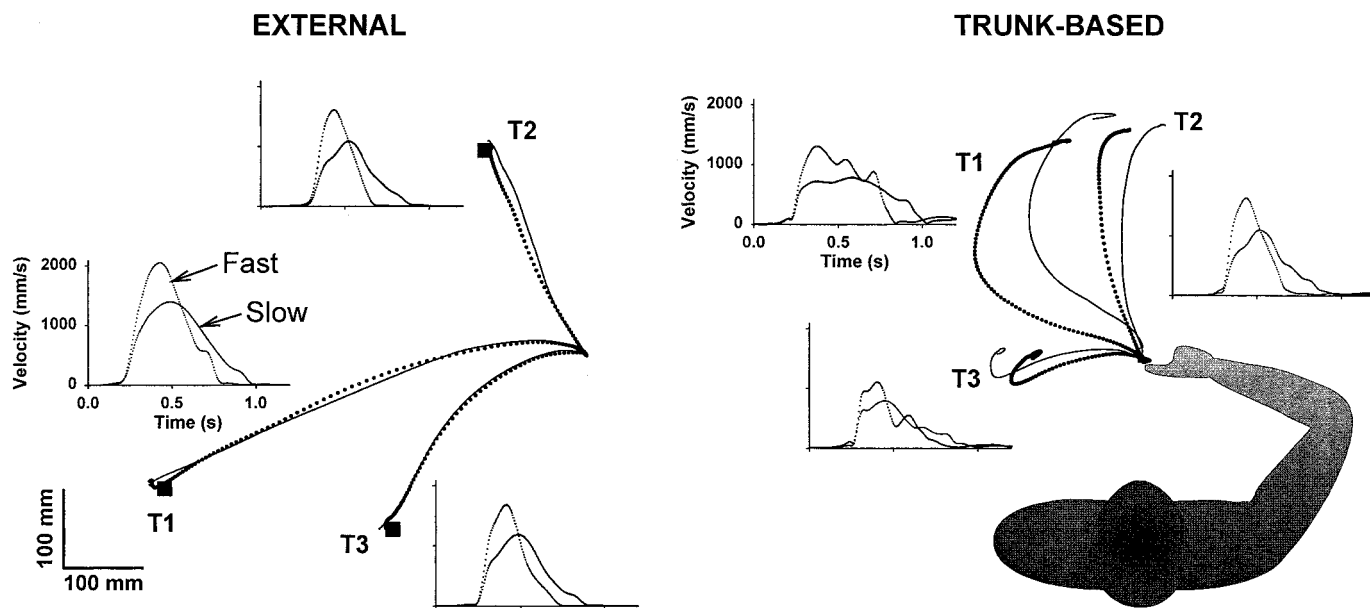 EXTERNAL
TRUNK-BASED
T2
Fast
Slow
Velocity (mm/s)
2000
1000
0
0.0 0.5 1.0
Time (s)
T1
T3
100 mm
100 mm
Velocity (mm/s)
2000
1000
0
0.0 0.5 1.0
Time (s)
T1
T2
T3